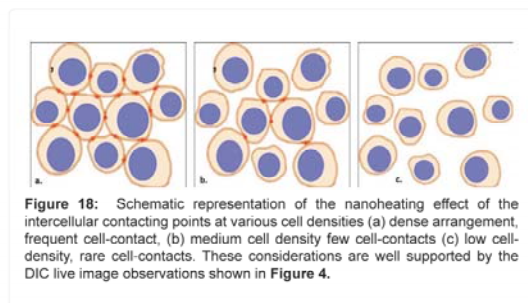 a.
b.
c.
Figure 18: Schematic representation of the nanoheating effect of the
intercellular contacting points at various cell densities (a) dense arrangement,
frequent cell-contact, (b) medium cell density few cell-contacts (c) low cell-
density, rare cell-contacts. These considerations are well supported by the
DIC live image observations shown in Figure 4.